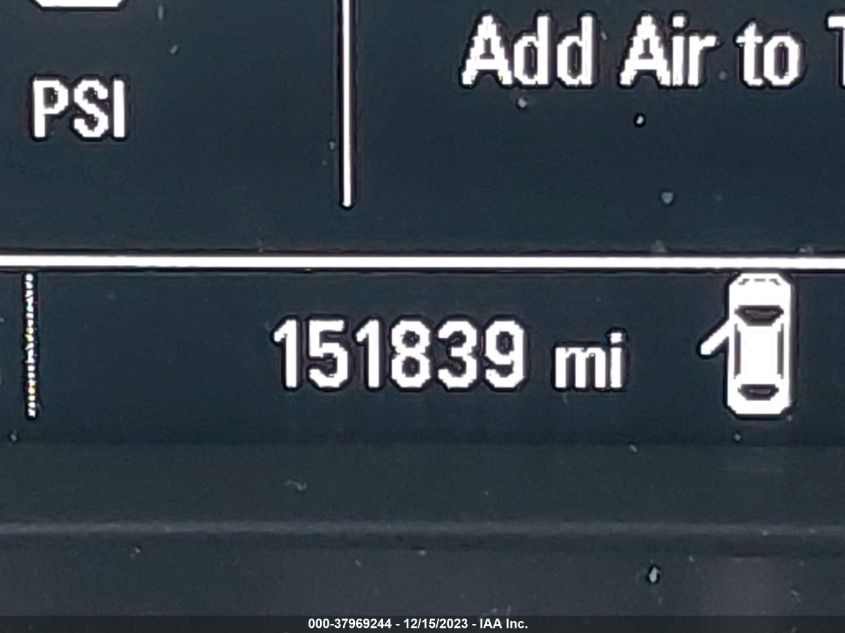 Add Air to
PSI
151839 mi
000-37969244 - 12/15/2023 - IAA Inc.